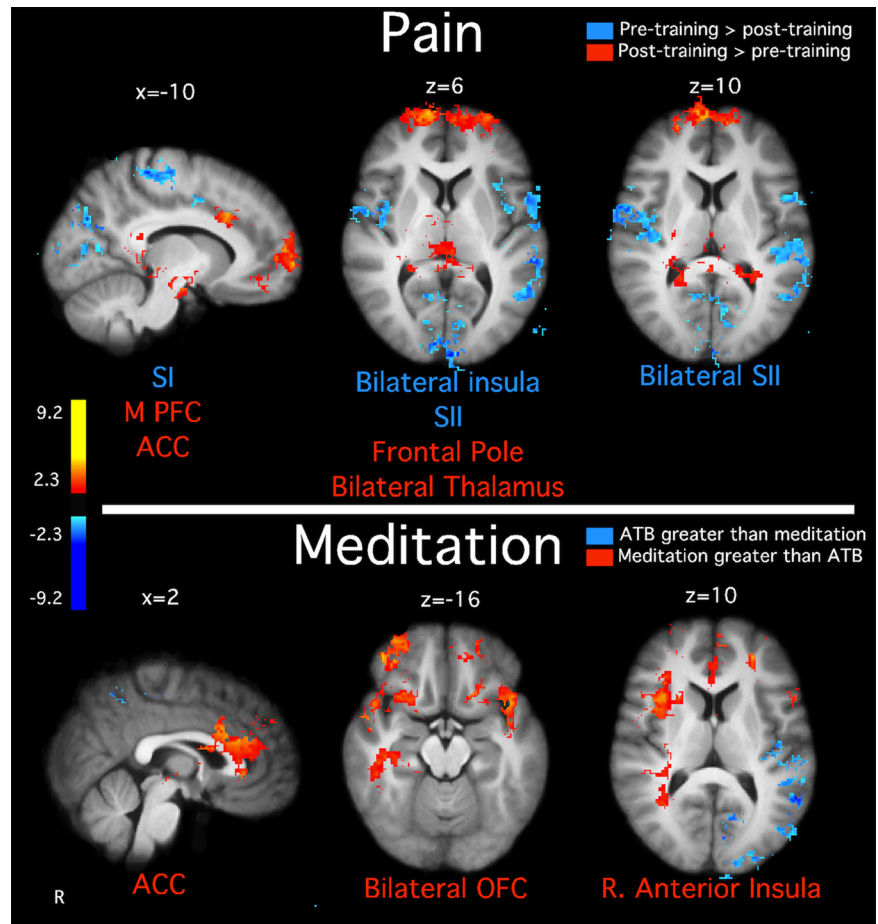 Pain
Pre-training > post-training
Post-training > pre-training
x=-10
z=6
z=10
SI
M PFC
ACC
Bilateral insula
SII
Frontal Pole
Bilateral Thalamus
Bilateral SII
9.2
2.3
-2.3
-9.2
Meditation
ATB greater than meditation
Meditation greater than ATB
x=2
z=-16
z=10
R
ACC
Bilateral OFC
R. Anterior Insula